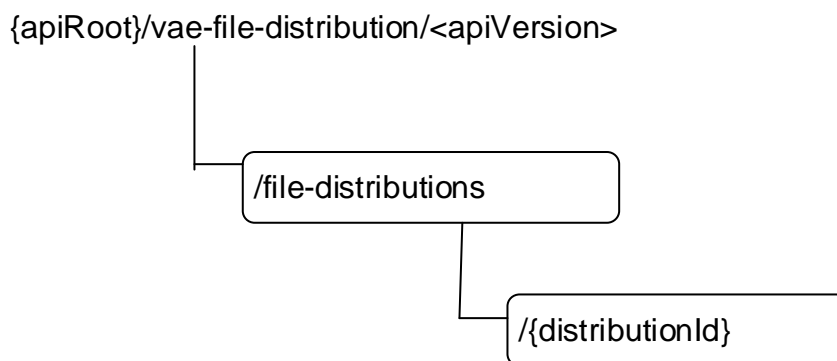 {apiRoot}/vae-file-distribution/<apiVersion>
/file-distributions
/{distributionId}